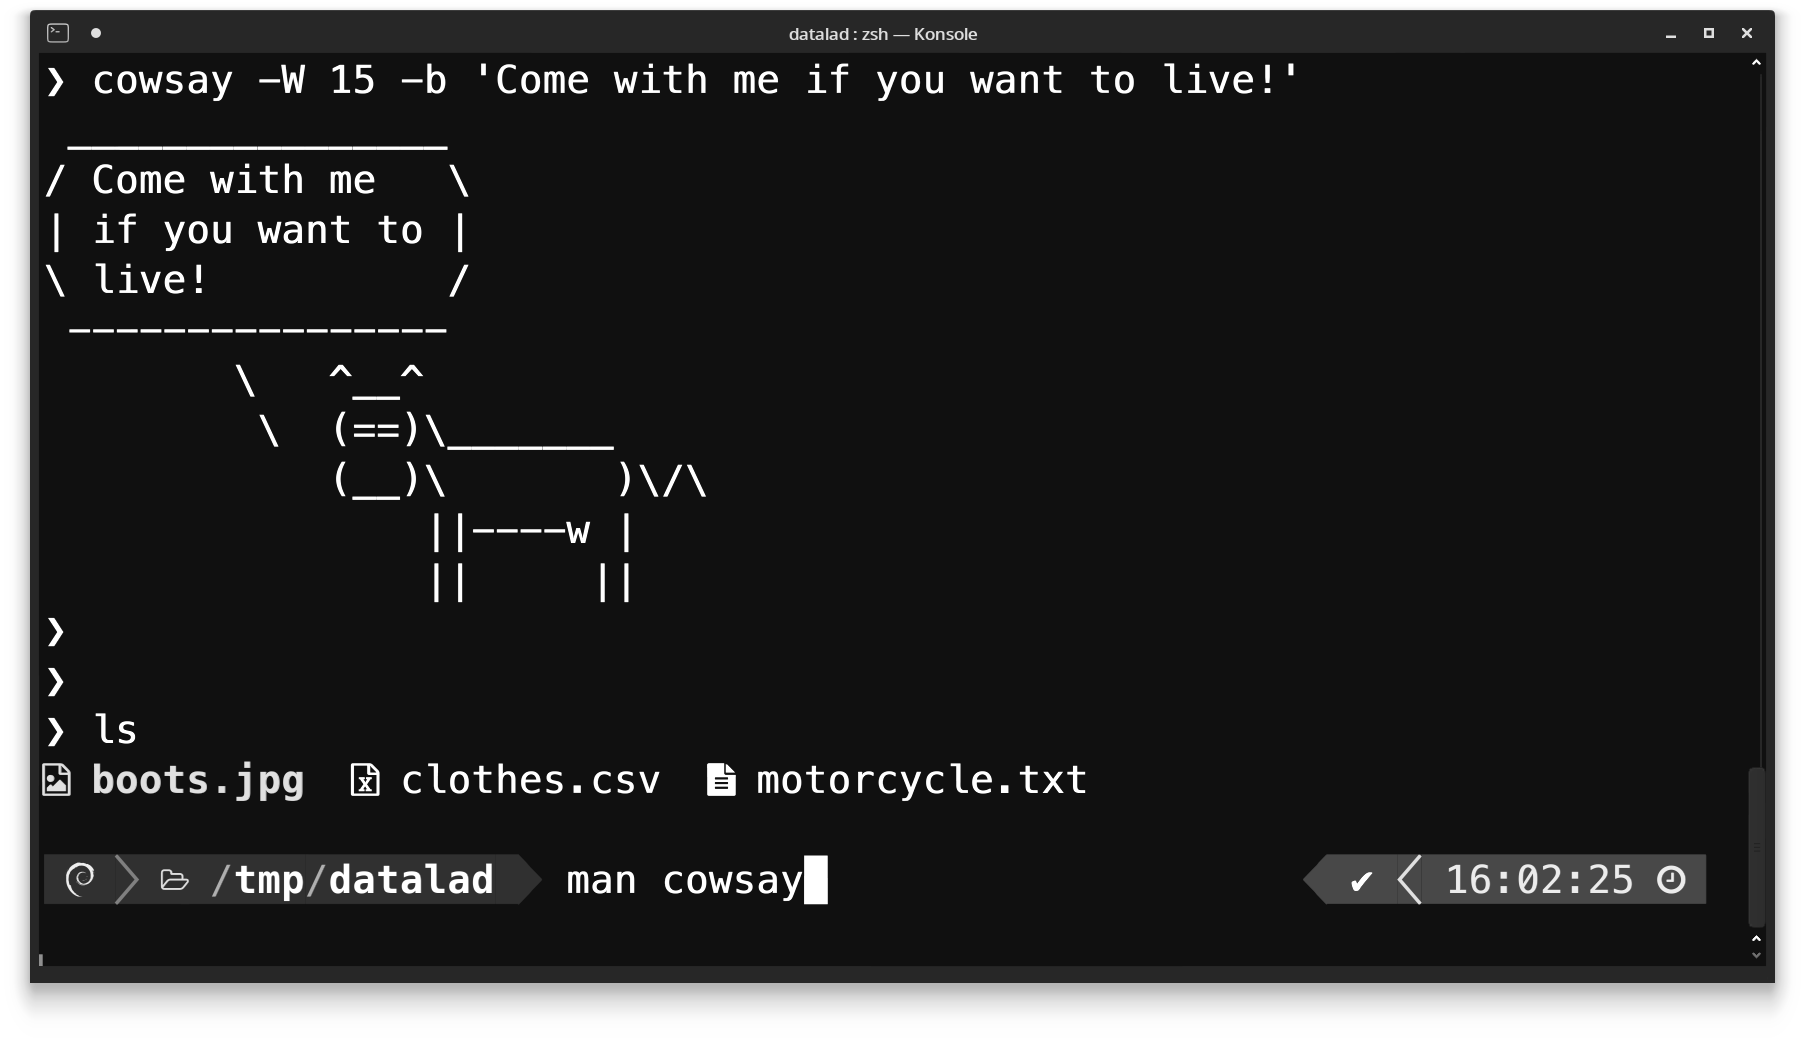 datalad : zsh — Konsole
❯ cowsay -W 15 -b 'Come with me if you want to live!'
 ________________
/ Come with me   \
| if you want to |
\ live!          /
 ----------------
        \   ^__^
         \  (==)\_______
            (__)\       )\/\
                ||----w |
                ||     ||
❯
❯
❯ ls
boots.jpg  clothes.csv  motorcycle.txt
/tmp/datalad  man cowsay  ✔ 16:02:25